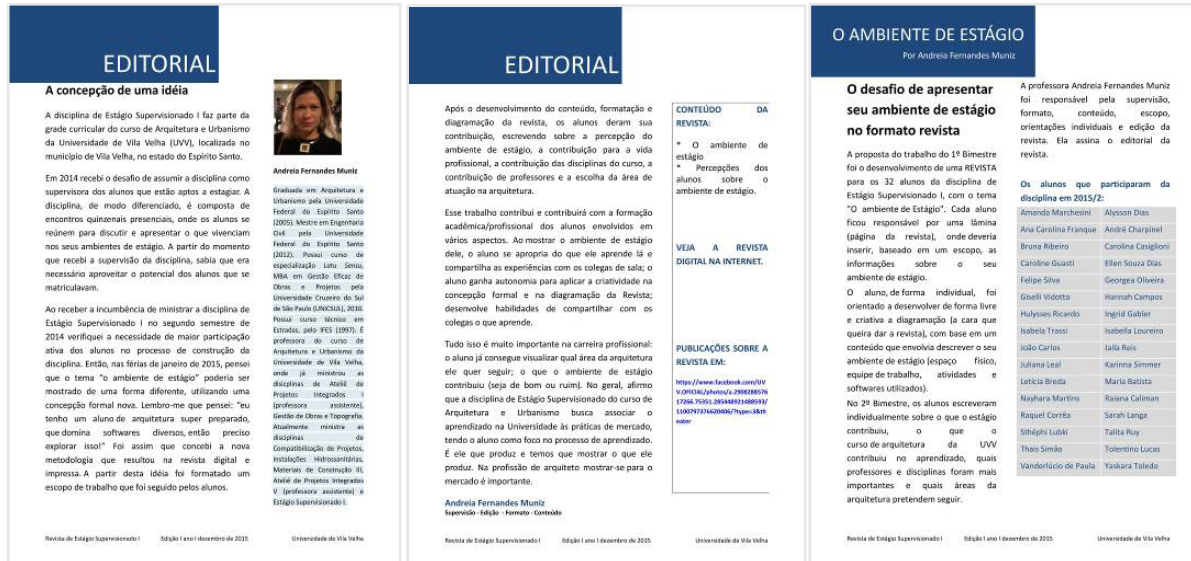 EDITORIAL
A concepção de uma idéia
A disciplina de Estágio Supervisionado I faz parte da
grade curricular do curso de Arquitetura e Urbanismo
da Universidade de Vila Velha (UVV), localizada no
município de Vila Velha, no estado do Espírito Santo.
Em 2014 recebi o desafio de assumir a disciplina como
supervisora dos alunos que estão aptos a estagiar. A
disciplina, de modo diferenciado, é composta de
encontros quinzenais presenciais, onde os alunos se
reúnem para discutir e apresentar o que vivenciam
nos seus ambientes de estágio. A partir do momento
que recebi a supervisão da disciplina, sabia que era
necessário aproveitar o potencial dos alunos que se
matriculavam.
Ao receber a incumbência de ministrar a disciplina de
Estágio Supervisionado I no segundo semestre de
2014 verifiquei a necessidade de maior participação
ativa dos alunos no processo de construção da
disciplina. Então, nas férias de janeiro de 2015, pensei
que o tema "o ambiente de estágio" poderia ser
mostrado de uma forma diferente, utilizando uma
concepção formal nova. Lembro-me que pensei: "eu
tenho um aluno de arquitetura super preparado,
que domina softwares diversos, então preciso
explorar isso!" Foi assim que concebi a nova
metodologia que resultou na revista digital e
impressa. A partir desta idéia foi formatado um
escopo de trabalho que foi seguido pelos alunos.
Andreia Fernandes Muniz
Graduada em Arquitetura e
Urbanismo pela Universidade
Federal do Espírito Santo
(2005). Mestre em Engenharia
Civil pela Universidade
Federal do Espírito Santo
(2012). Possui curso de
especialização Lato Sensu,
MBA em Gestão Eficaz de
Obras e Projetos pela
Universidade Cruzeiro do Sul
de São Paulo (UNICSUL), 2010.
Possui curso técnico em
Estradas, pelo IFES (1997). É
professora do curso de
Arquitetura e Urbanismo da
Universidade de Vila Velha,
onde já ministrou as
disciplinas de Ateliê de
Projetos Integrados I
(professora assistente),
Gestão de Obras e Topografia.
Atualmente ministra as
disciplinas de
Compatibilização de Projetos,
Instalações Hidrossanitárias,
Materiais de Construção III,
Ateliê de Projetos Integrados
V (professora assistente) e
Estágio Supervisionado I.
Revista de Estágio Supervisionado I Edição I ano I dezembro de 2015 Universidade de Vila Velha
EDITORIAL
Após o desenvolvimento do conteúdo, formatação e
diagramação da revista, os alunos deram sua
contribuição, escrevendo sobre a percepção do
ambiente de estágio, a contribuição para a vida
profissional, a contribuição das disciplinas do curso, a
contribuição de professores e a escolha da área de
atuação na arquitetura.
Esse trabalho contribui e contribuirá com a formação
acadêmica/profissional dos alunos envolvidos em
vários aspectos. Ao mostrar o ambiente de estágio
dele, o aluno se apropria do que ele aprende lá e
compartilha as experiências com os colegas de sala; o
aluno ganha autonomia para aplicar a criatividade na
concepção formal e na diagramação da Revista;
desenvolve habilidades de compartilhar com os
colegas o que aprende.
Tudo isso é muito importante na carreira profissional:
o aluno já consegue visualizar qual área da arquitetura
ele quer seguir; o que o ambiente de estágio
contribuiu (seja de bom ou ruim). No geral, afirmo
que a disciplina de Estágio Supervisionado do curso de
Arquitetura e Urbanismo busca associar o
aprendizado na Universidade às práticas de mercado,
tendo o aluno como foco no processo de aprendizado.
É ele que produz e temos que mostrar o que ele
produz. Na profissão de arquiteto mostrar-se para o
mercado é importante.
Andreia Fernandes Muniz
Supervisão - Edição - Formato - Conteúdo
CONTEÚDO DA
REVISTA:
* O ambiente de
estágio
* Percepções dos
alunos sobre o
ambiente de estágio.
VEJA A REVISTA
DIGITAL NA INTERNET.
PUBLICAÇÕES SOBRE A
REVISTA EM:
https://www.facebook.com/UV
Revista de Estágio Supervisionado I Edição I ano I dezembro de 2015 Universidade de Vila Velha
O AMBIENTE DE ESTÁGIO
Por Andreia Fernandes Muniz
O desafio de apresentar
seu ambiente de estágio
no formato revista
A proposta do trabalho do 1º Bimestre
foi o desenvolvimento de uma REVISTA
para os 32 alunos da disciplina de
Estágio Supervisionado I, com o tema
"O ambiente de Estágio". Cada aluno
ficou responsável por uma lâmina
(página da revista), onde deveria
inserir, baseado em um escopo, as
informações sobre o seu
ambiente de estágio.
O aluno, de forma individual, foi
orientado a desenvolver de forma livre
e criativa a diagramação (a cara que
queira dar a revista), com base em um
conteúdo que envolvia descrever o seu
ambiente de estágio (espaço físico,
equipe de trabalho, atividades e
softwares utilizados).
No 2º Bimestre, os alunos escreveram
individualmente sobre o que o estágio
contribuiu, o que o
curso de arquitetura da UVV
contribuiu no aprendizado, quais
professores e disciplinas foram mais
importantes e quais áreas da
arquitetura pretendem seguir.
A professora Andreia Fernandes Muniz
foi responsável pela supervisão,
formato, conteúdo, escopo,
orientações individuais e edição da
revista. Ela assina o editorial da
revista.
Os alunos que participaram da
disciplina em 2015/2:
Amanda Marchesini Alysson Dias
Ana Carolina Franque André Charpinel
Bruna Ribeiro Carolina Casiglioni
Caroline Guasti Ellen Souza Dias
Felipe Silva Georgea Oliveira
Giselli Vidotto Hannah Campos
Hulysses Ricardo Ingrid Gabler
Isabela Trassi Isabella Loureiro
João Carlos Jaila Reis
Juliana Leal Karinna Simmer
Letícia Breda Maria Batista
Nayhara Martins Raiana Caliman
Raquel Corrêa Sarah Langa
Sthéphi Lubki Talita Ruy
Thais Simão Tolentino Lucas
Vanderlúcio de Paula Yaskara Toledo
Revista de Estágio Supervisionado I Edição I ano I dezembro de 2015 Universidade de Vila Velha